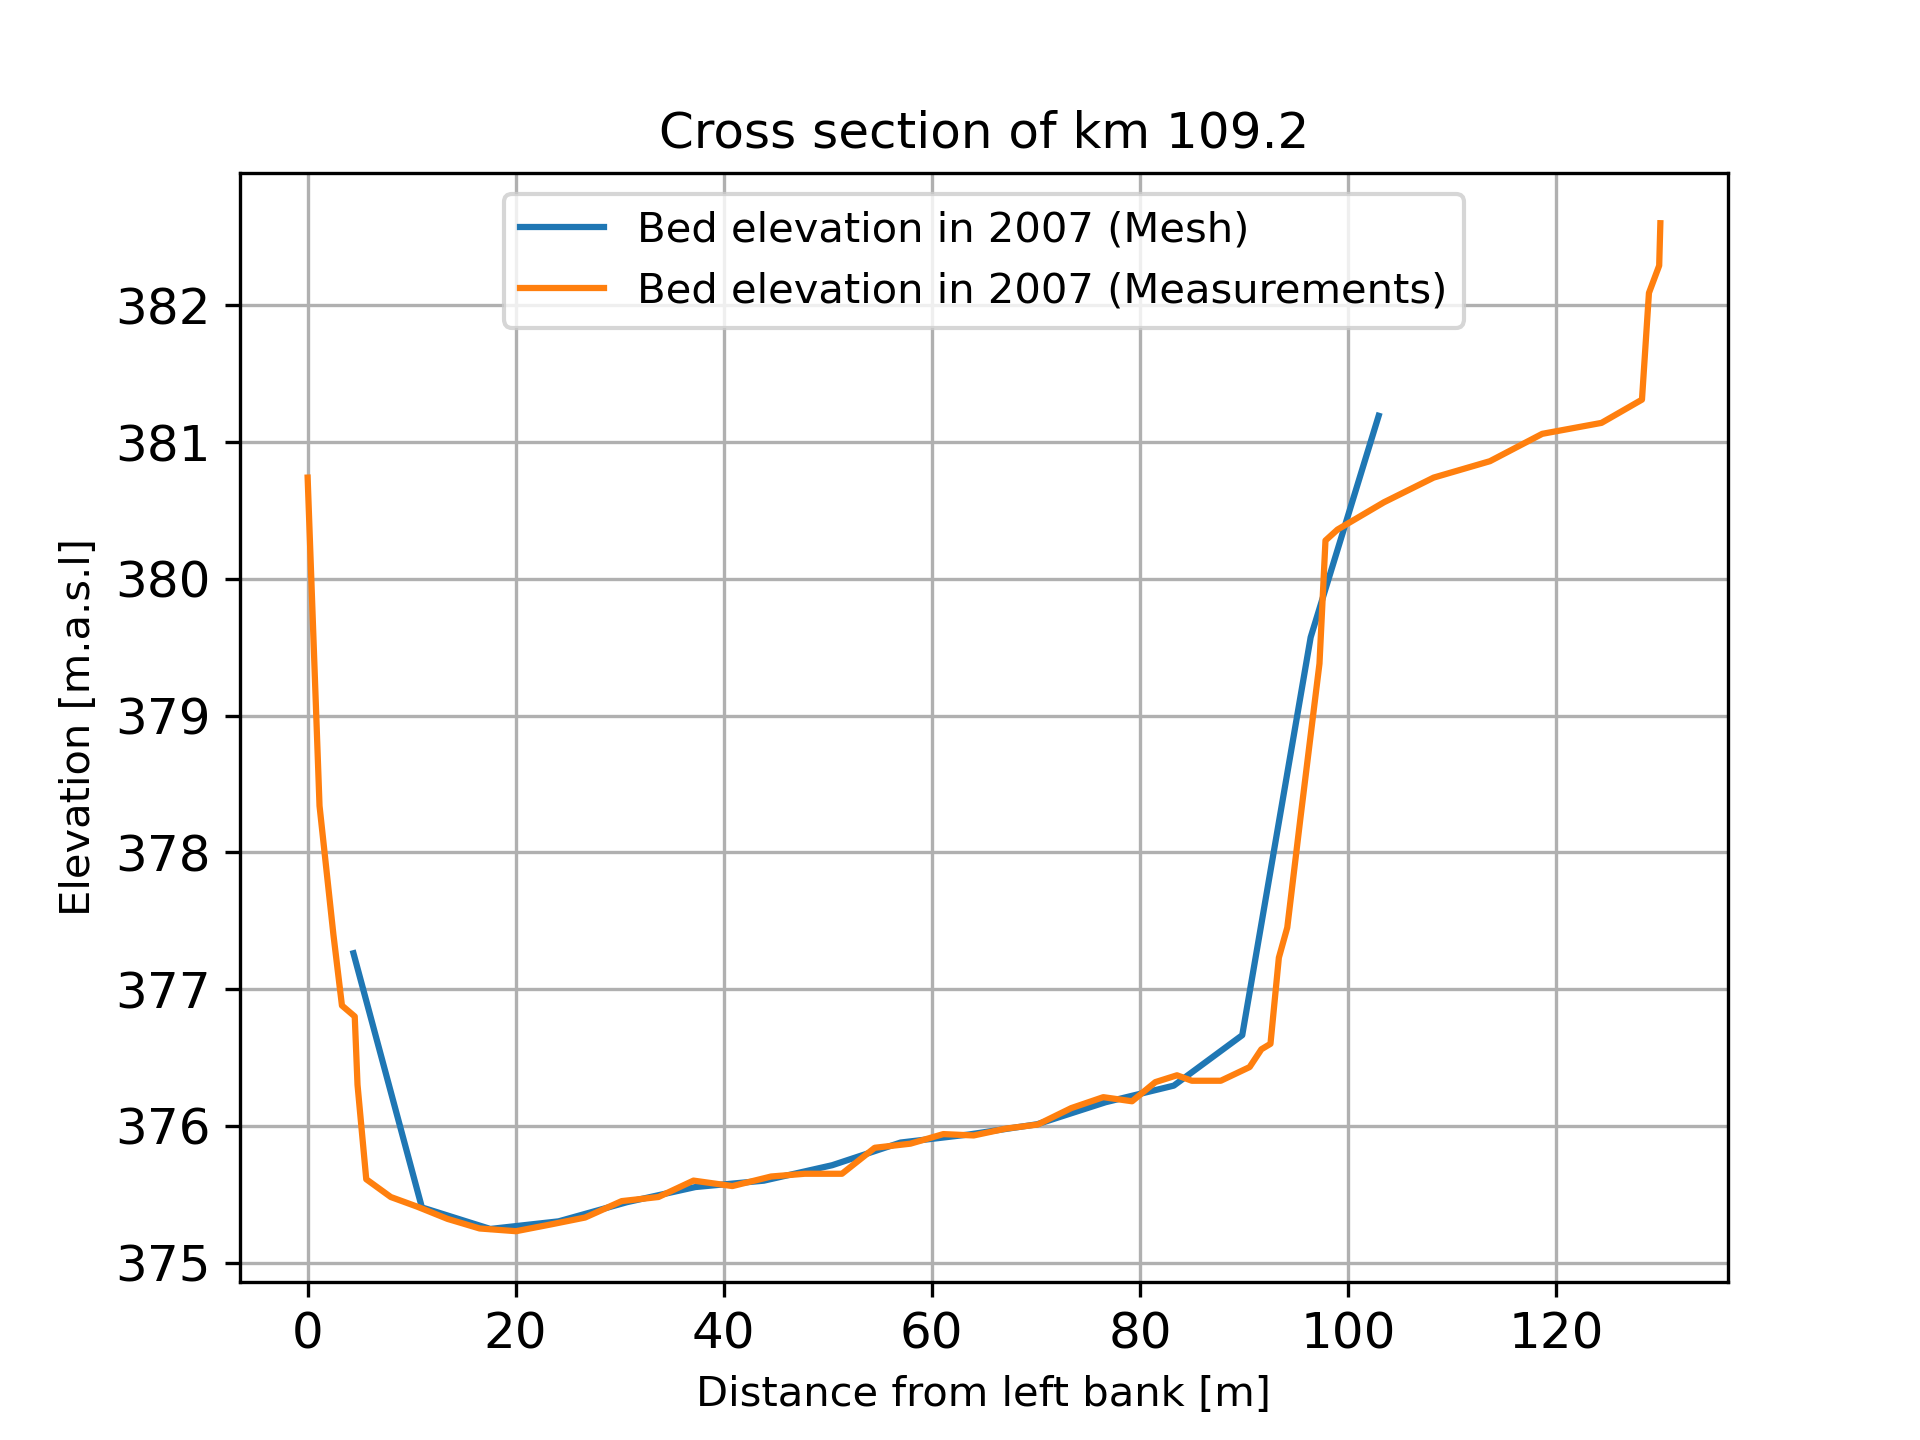 Cross section of km 109.2
Bed elevation in 2007 (Mesh)
Bed elevation in 2007 (Measurements)
Elevation [m.a.s.l]
382
381
380
379
378
377
376
375
0 20 40 60 80 100 120
Distance from left bank [m]